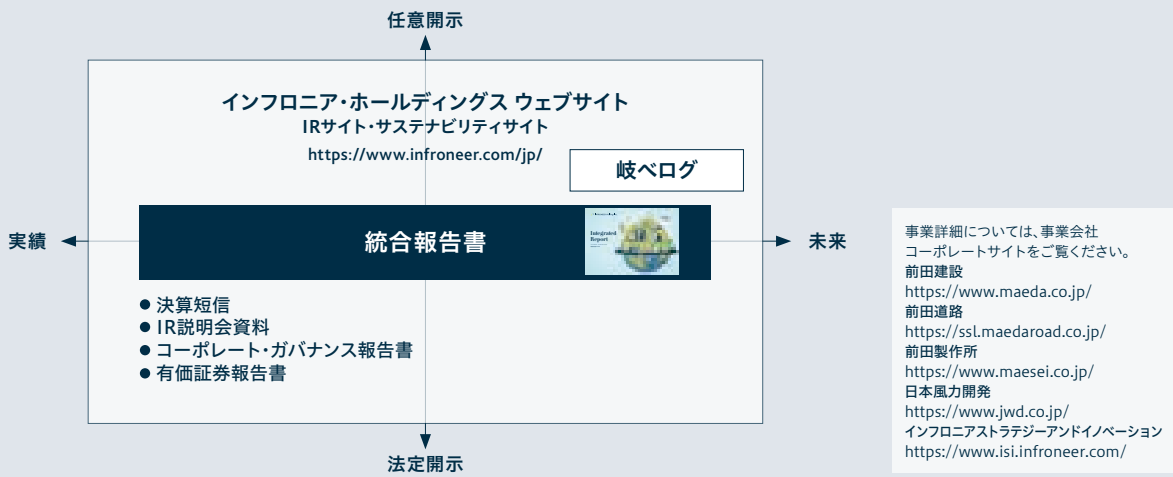 任意開示
インフロニア・ホールディングス ウェブサイト
IRサイト・サステナビリティサイト
https://www.infroneer.com/jp/
岐べログ
実績
統合報告書
Integrated
Report
未来
● 決算短信
● IR説明会資料
● コーポレート・ガバナンス報告書
● 有価証券報告書
法定開示
事業詳細については、事業会社
コーポレートサイトをご覧ください。
前田建設
https://www.maeda.co.jp/
前田道路
https://ssl.maedaroad.co.jp/
前田製作所
https://www.maesei.co.jp/
日本風力開発
https://www.jwd.co.jp/
インフロニアストラテジーアンドイノベーション
https://www.isi.infroneer.com/